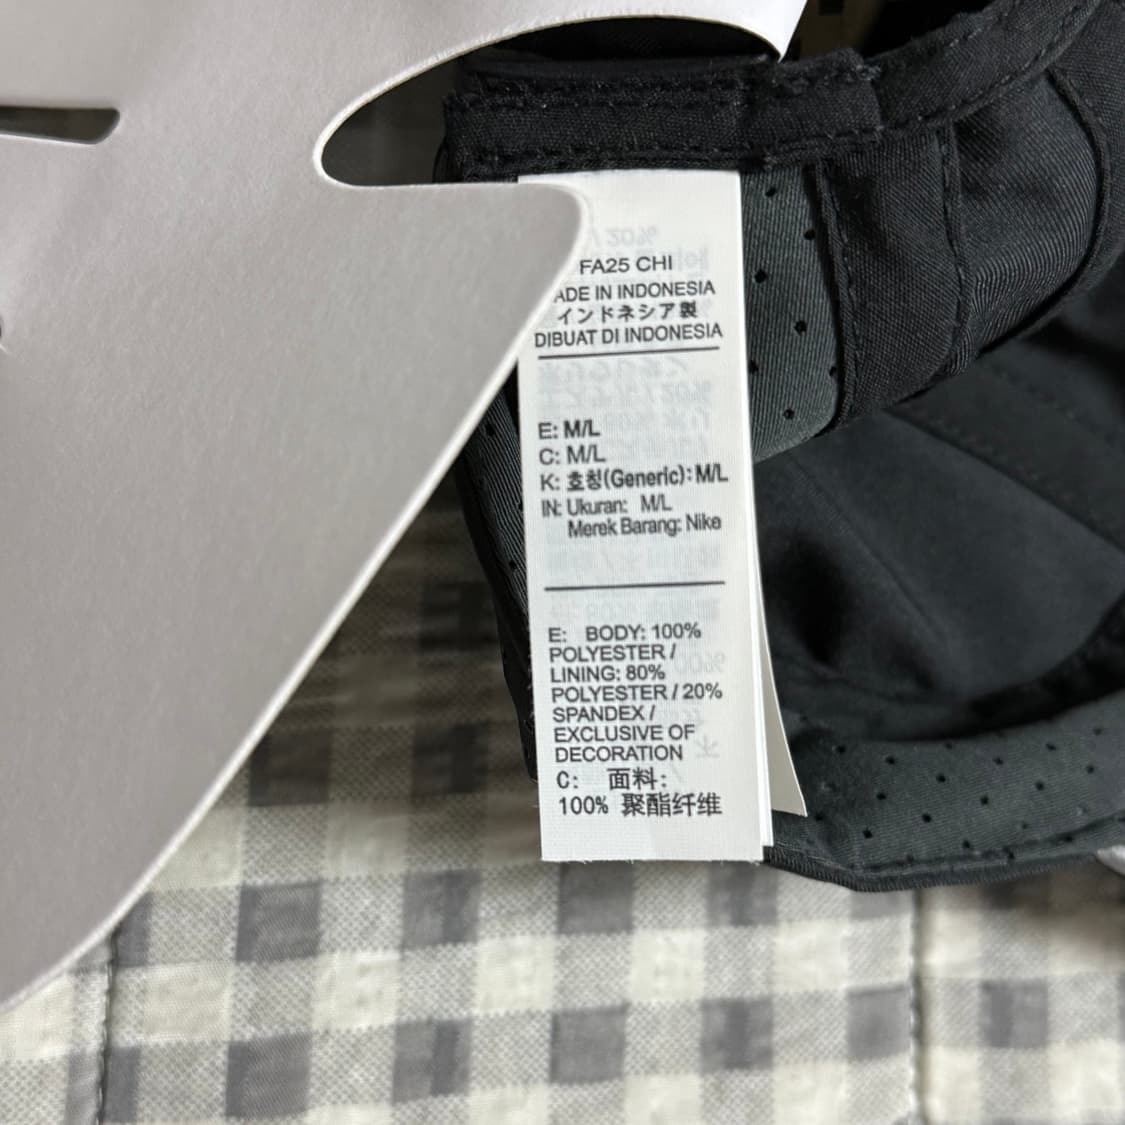 FA25 CHI
ADE IN INDONESIA
インドネシア製
DIBUAT DI INDONESIA
E: M/L
C: M/L
K: 호칭(Generic): M/L
IN: Ukuran: M/L
Merek Barang: Nike
E: BODY: 100%
POLYESTER /
LINING: 80%
POLYESTER / 20%
SPANDEX /
EXCLUSIVE OF
DECORATION
C: 面料:
100% 聚酯纤维